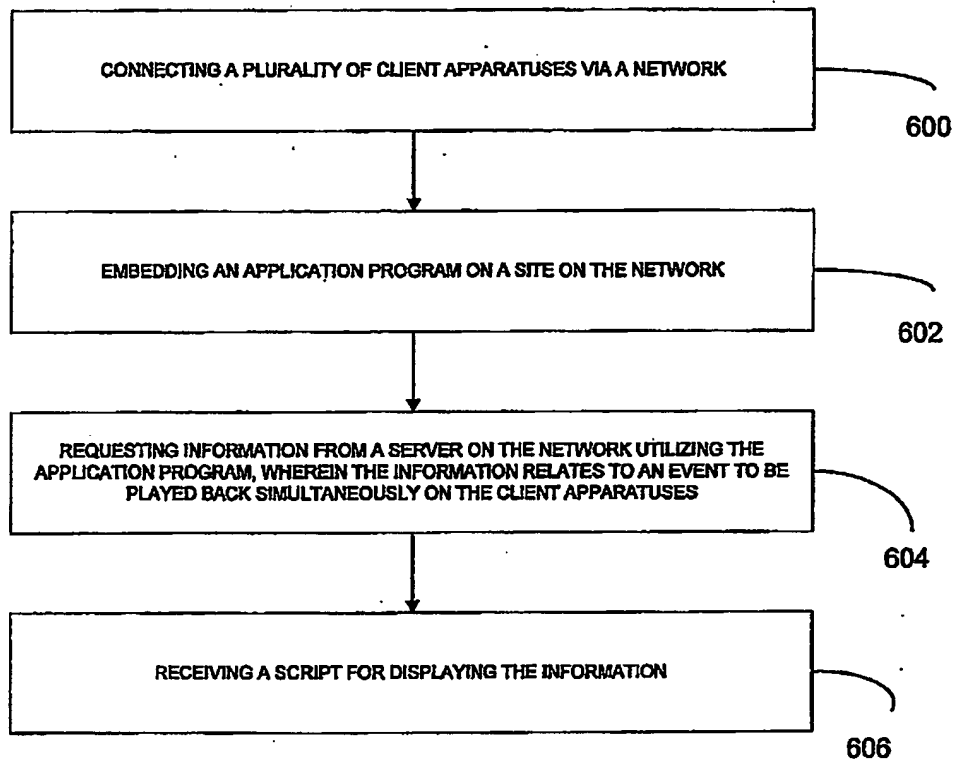 CONNECTING A PLURALITY OF CLIENT APPARATUSES VIA A NETWORK
600
EMBEDDING AN APPLICATION PROGRAM ON A SITE ON THE NETWORK
602
REQUESTING INFORMATION FROM A SERVER ON THE NETWORK UTILIZING THE
APPLICATION PROGRAM, WHEREIN THE INFORMATION RELATES TO AN EVENT TO BE
PLAYED BACK SIMULTANEOUSLY ON THE CLIENT APPARATUSES
604
RECEIVING A SCRIPT FOR DISPLAYING THE INFORMATION
606